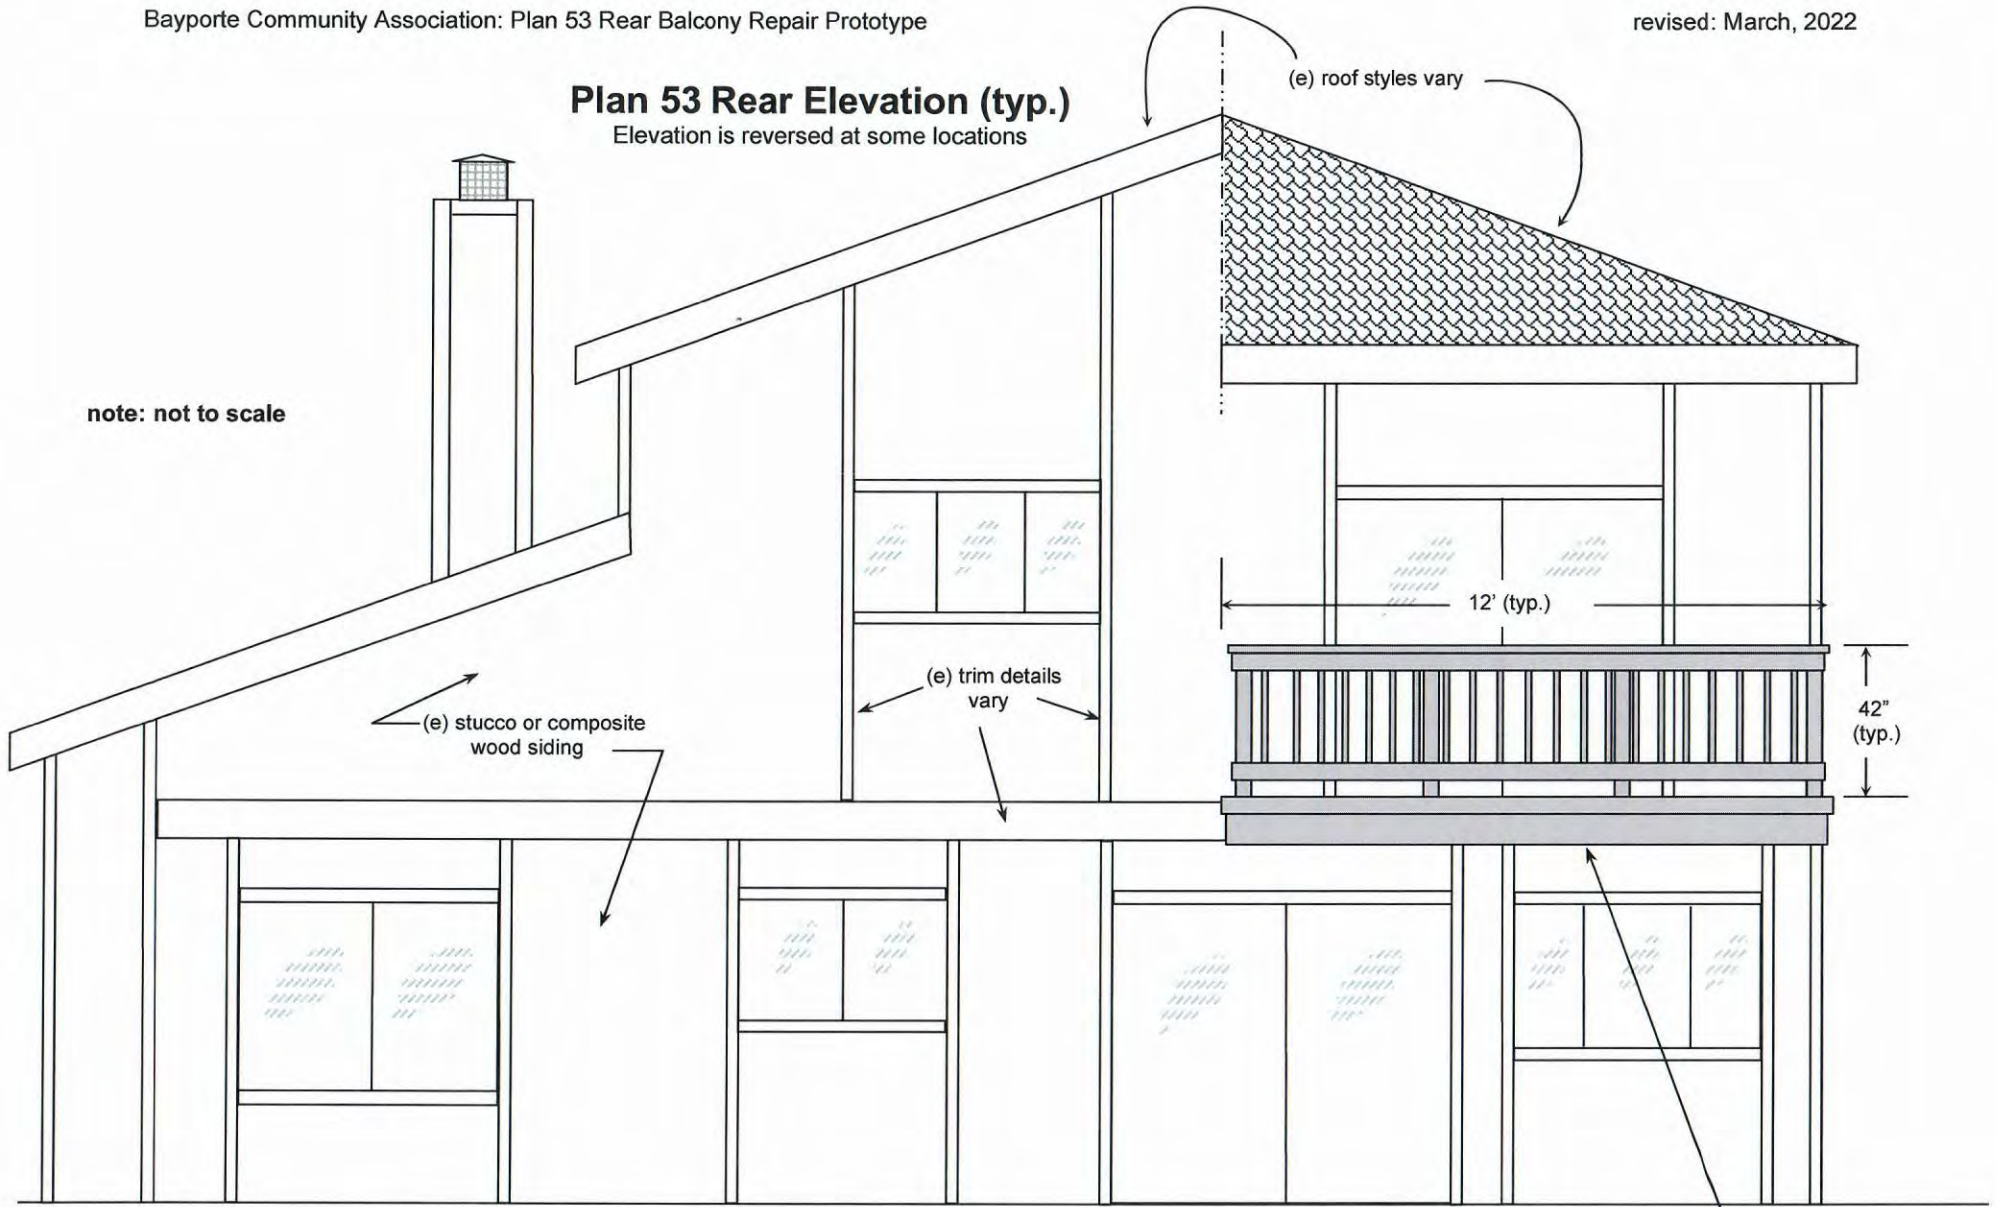 Bayporte Community Association: Plan 53 Rear Balcony Repair Prototype
revised: March, 2022
Plan 53 Rear Elevation (typ.)
Elevation is reversed at some locations
(e) roof styles vary
note: not to scale
12' (typ.)
(e) trim details
vary
(e) stucco or composite
wood siding
42"
(typ.)